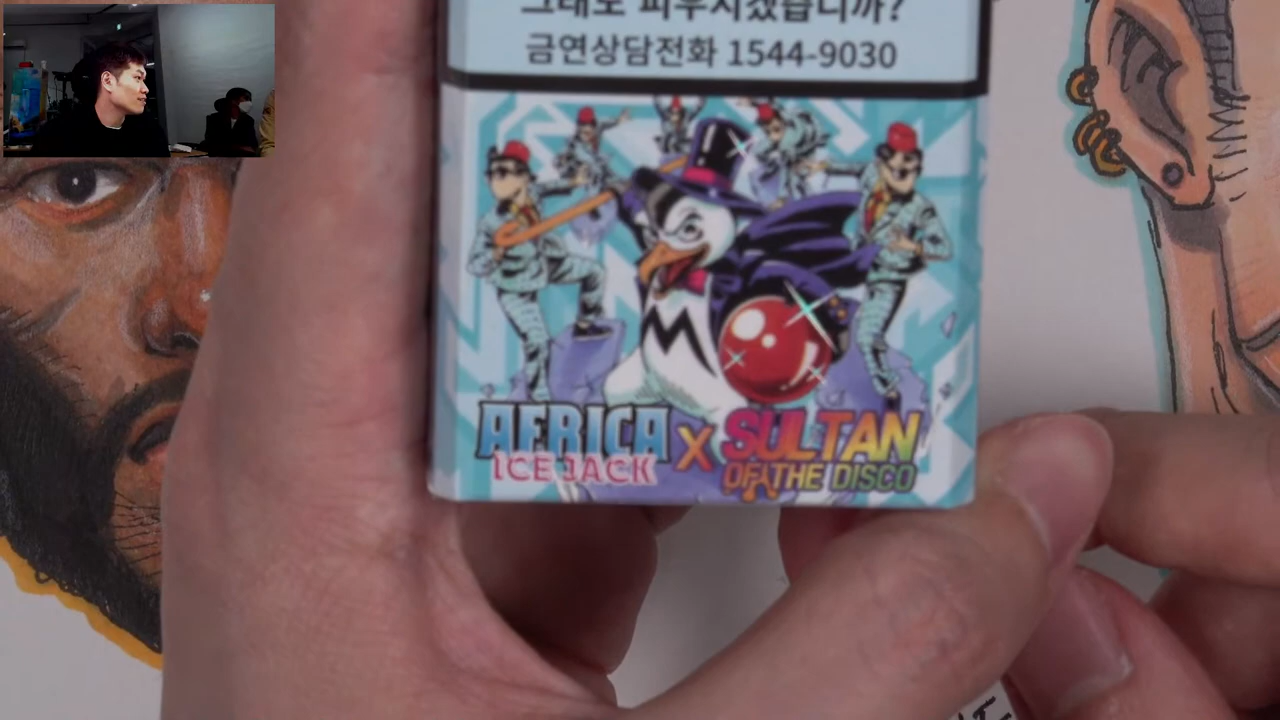 그래도 피우시겠습니까?
금연상담전화 1544-9030
AFRICA X SULTAN
ICE JACK OF THE DISCO